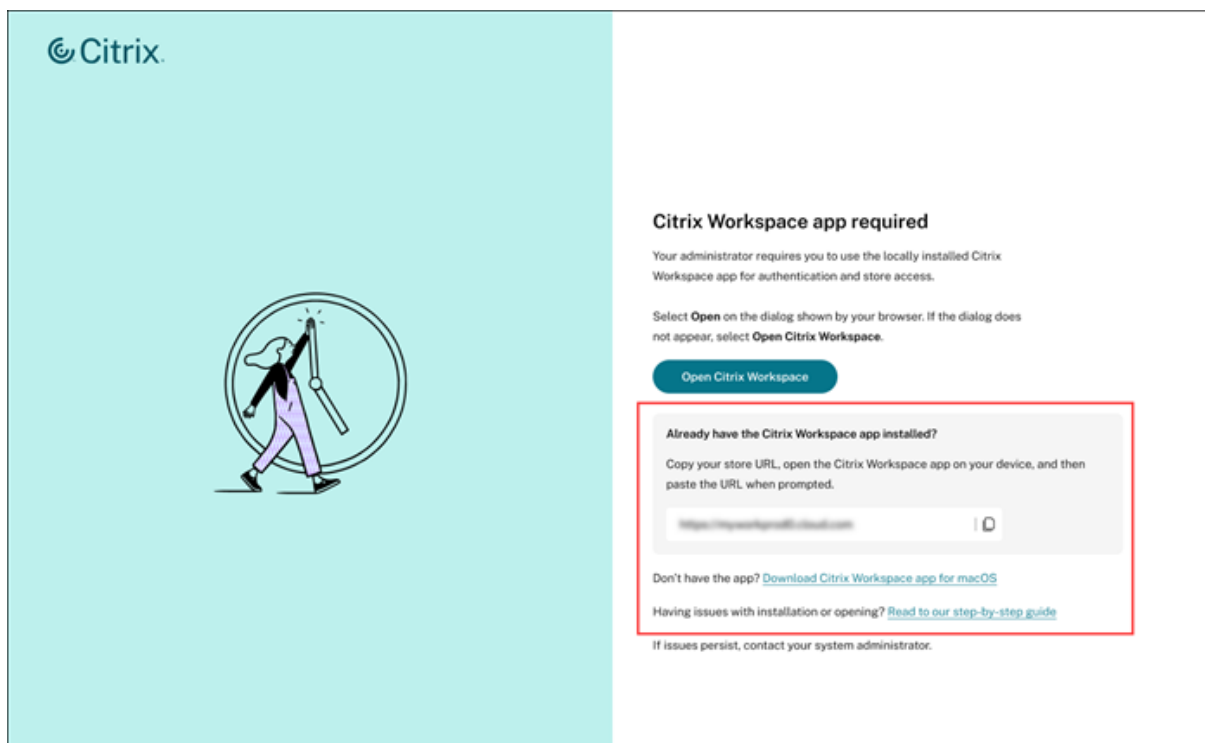 Citrix
Citrix Workspace app required
Your administrator requires you to use the locally installed Citrix
Workspace app for authentication and store access.
Select Open on the dialog shown by your browser. If the dialog does
not appear, select Open Citrix Workspace.
Open Citrix Workspace
Already have the Citrix Workspace app installed?
Copy your store URL, open the Citrix Workspace app on your device, and then
paste the URL when prompted.
Don't have the app? Download Citrix Workspace app for macOS
Having issues with installation or opening? Read to our step-by-step guide
If issues persist, contact your system administrator.